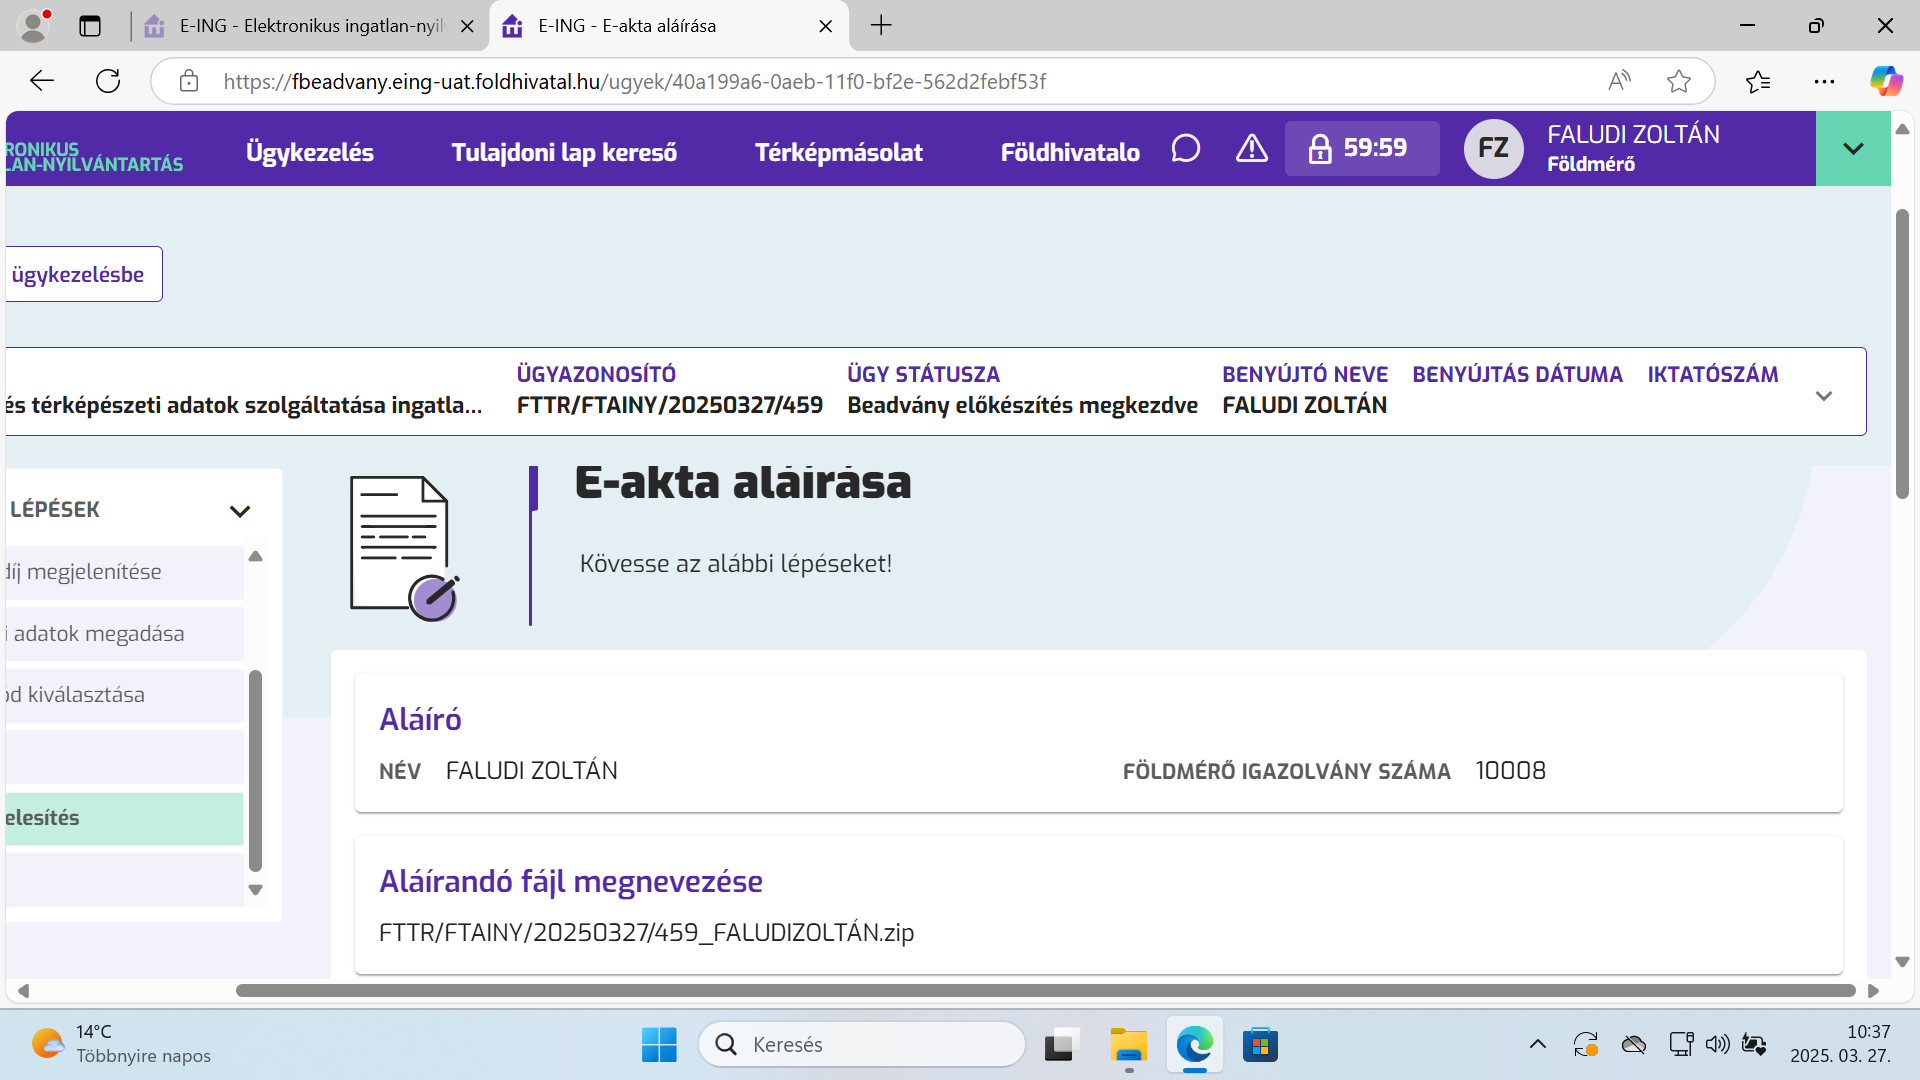 E-ING - Elektronikus ingatlan-nyil
E-ING - E-akta aláírása
https://fbeadvany.eing-uat.foldhivatal.hu/ugyek/40a199a6-0aeb-11f0-bf2e-562d2febf53f
RONIKUS
LAN-NYILVÁNTARTÁS
Ügykezelés
Tulajdoni lap kereső
Térképmásolat
Földhivatalo
59:59
FZ
FALUDI ZOLTÁN
Földmérő
ügykezelésbe
ÜGYAZONOSÍTÓ
ÜGY STÁTUSZA
BENYÚJTÓ NEVE
BENYÚJTÁS DÁTUMA
IKTATÓSZÁM
és térképészeti adatok szolgáltatása ingatla...
FTTR/FTAINY/20250327/459
Beadvány előkészítés megkezdve
FALUDI ZOLTÁN
LÉPÉSEK
díj megjelenítése
i adatok megadása
ód kiválasztása
elesítés
E-akta aláírása
Kövesse az alábbi lépéseket!
Aláíró
NÉV FALUDI ZOLTÁN
FÖLDMÉRŐ IGAZOLVÁNY SZÁMA 10008
Aláírandó fájl megnevezése
FTTR/FTAINY/20250327/459_FALUDIZOLTÁN.zip
14°C
Többnyire napos
Keresés
10:37
2025. 03. 27.